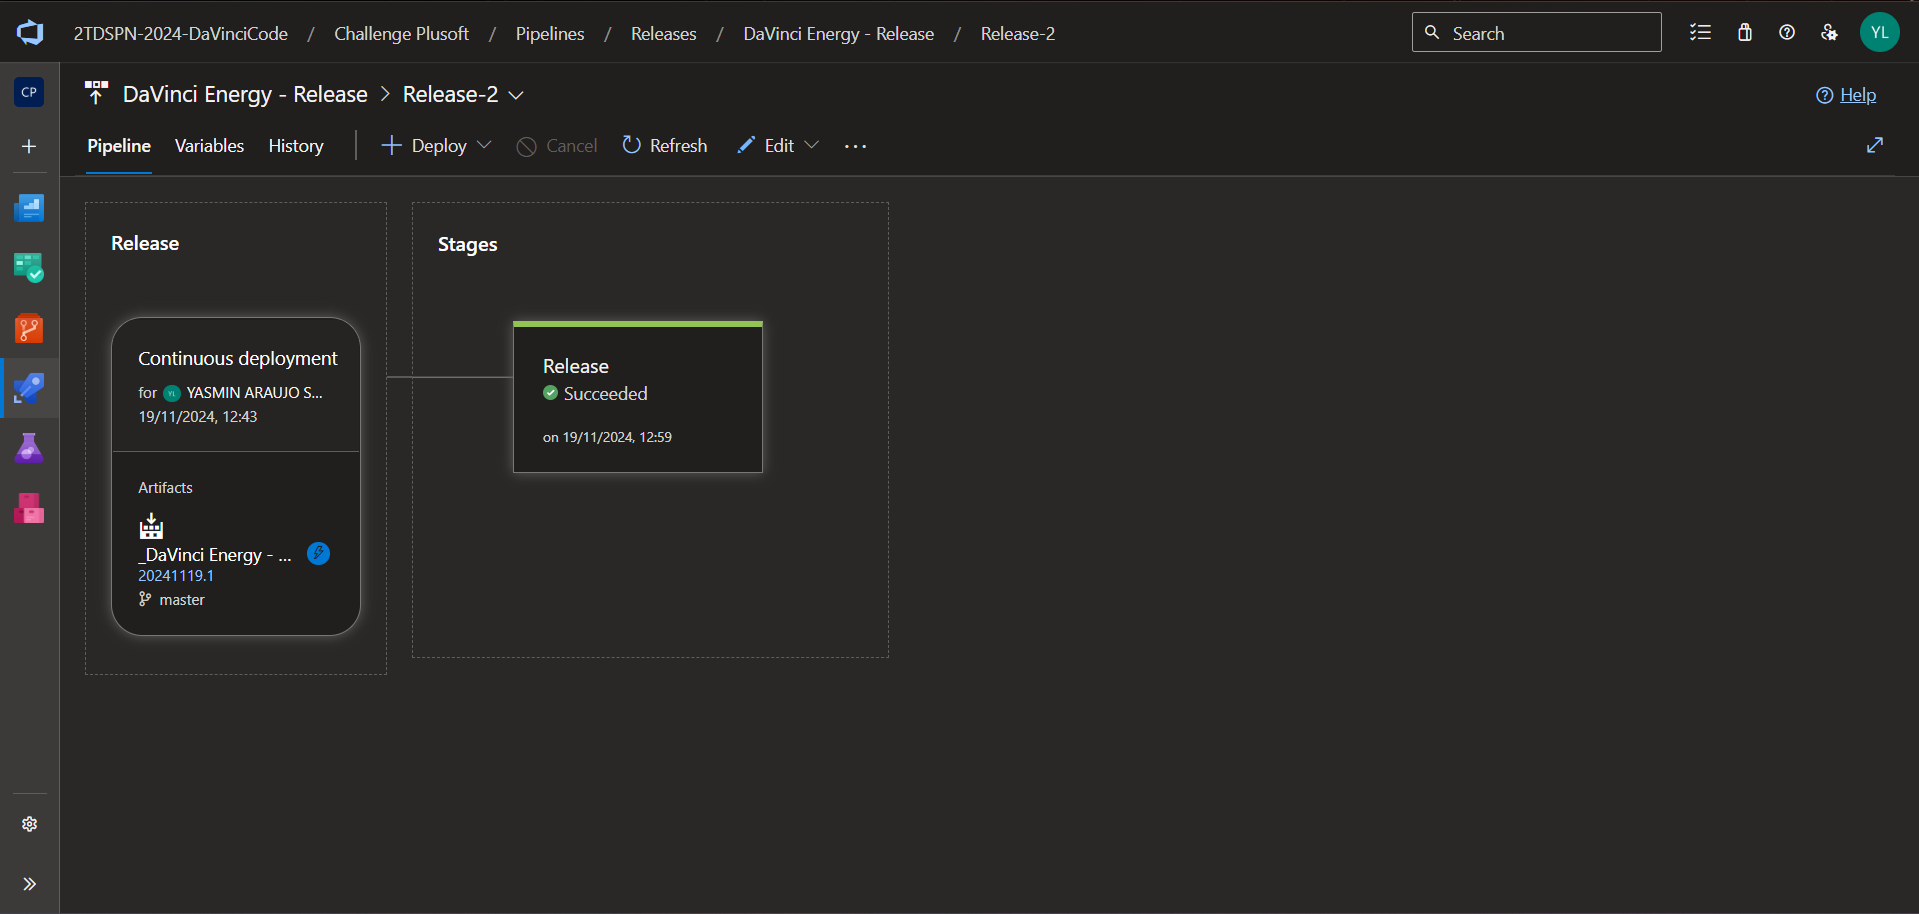 2TDSPN-2024-DaVinciCode / Challenge Plusoft / Pipelines / Releases / DaVinci Energy - Release / Release-2
Search
YL
CP
DaVinci Energy - Release > Release-2
Help
Pipeline Variables History Deploy Cancel Refresh Edit ...
Release
Continuous deployment
for YL YASMIN ARAUJO S...
19/11/2024, 12:43
Artifacts
_DaVinci Energy - ...
20241119.1
master
Stages
Release
Succeeded
on 19/11/2024, 12:59